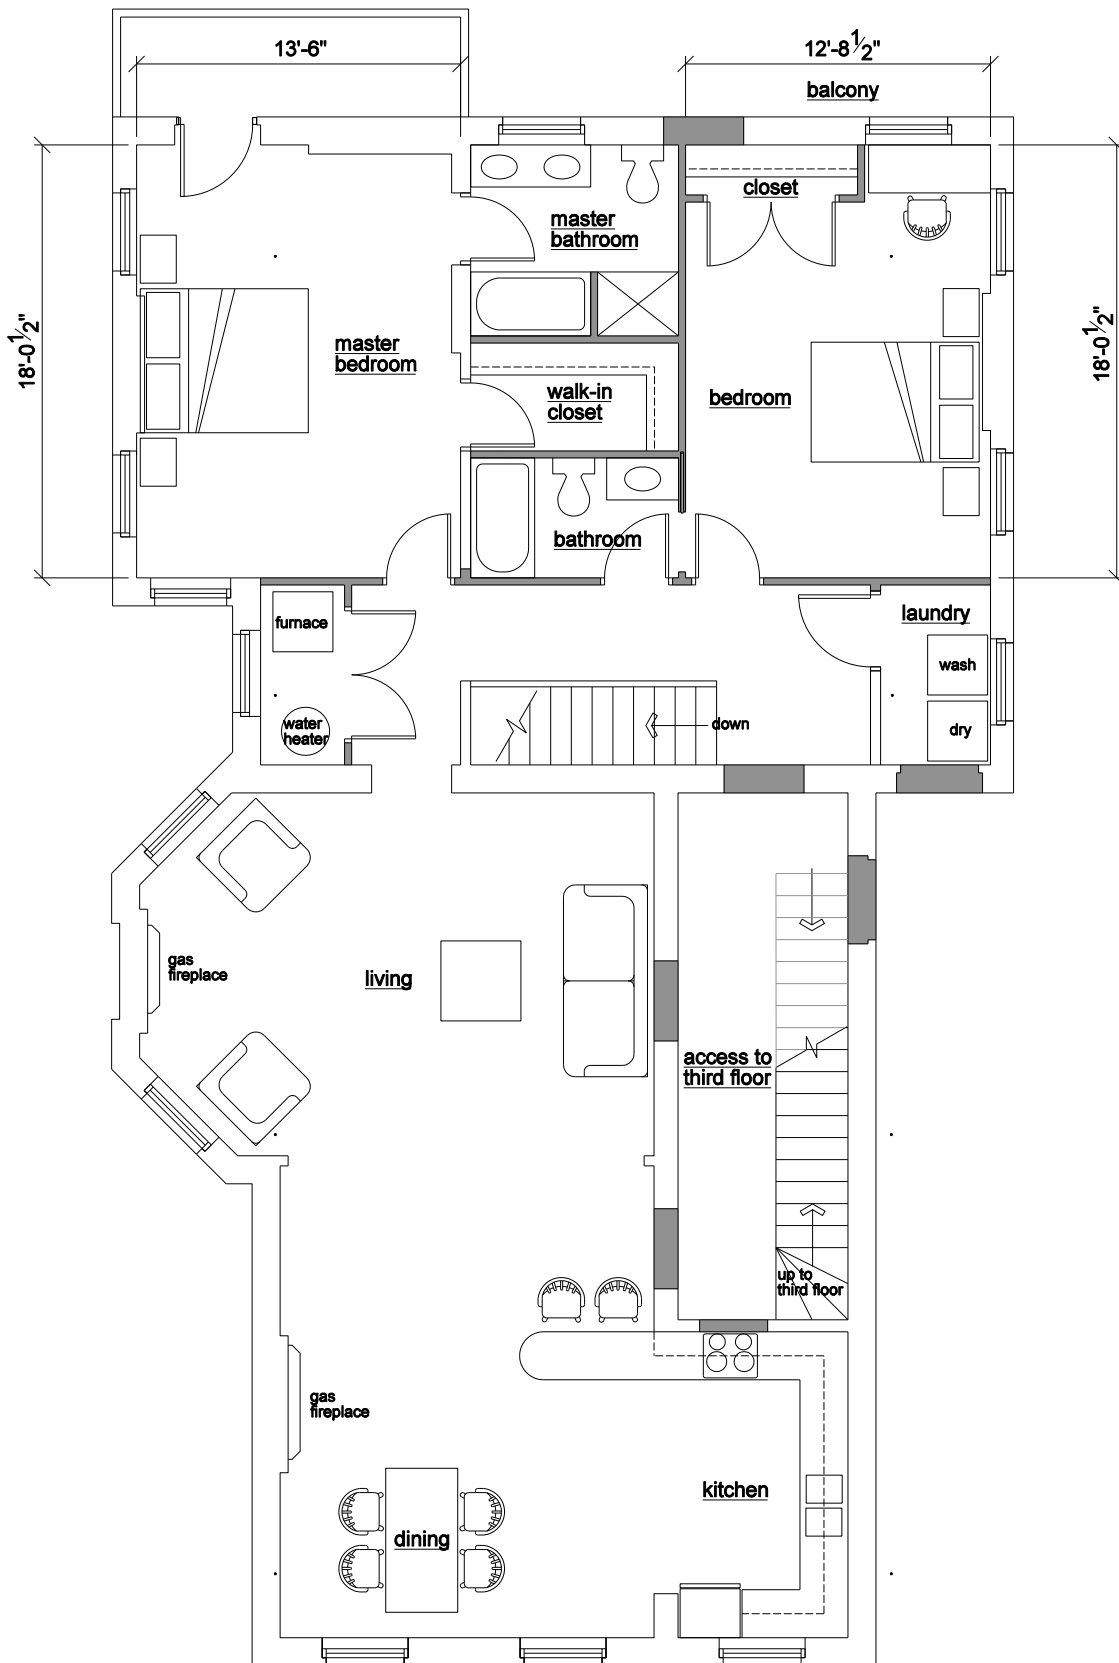 13'-6"
12'-8 1/2"
balcony
closet
master
bathroom
18'-0 1/2"
18'-0 1/2"
master
bedroom
walk-in
closet
bedroom
bathroom
furnace
laundry
wash
water
heater
down
dry
gas
fireplace
living
access to
third floor
up to
third floor
gas
fireplace
kitchen
dining